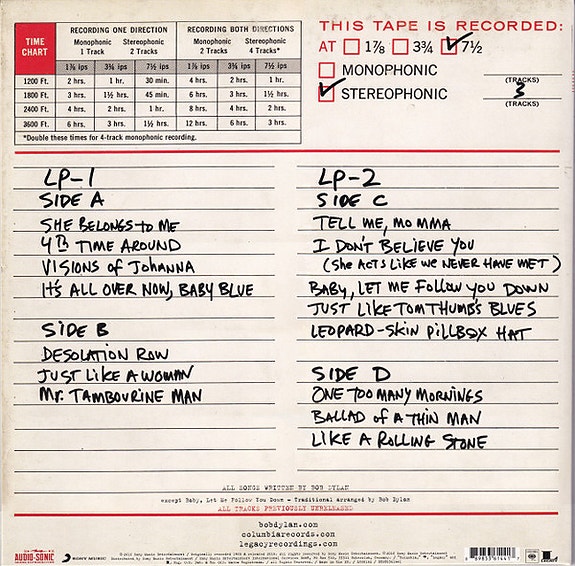 TIME CHART
RECORDING ONE DIRECTION
RECORDING BOTH DIRECTIONS
Monophonic 1 Track
Stereophonic 2 Tracks
Monophonic 2 Tracks
Stereophonic 4 Tracks*
1⅞ ips 3¾ ips 7½ ips 1⅞ ips 3¾ ips 7½ ips
1200 Ft. 2 hrs. 1 hr. 30 min. 4 hrs. 2 hrs. 1 hr.
1800 Ft. 3 hrs. 1½ hrs. 45 min. 6 hrs. 3 hrs. 1½ hrs.
2400 Ft. 4 hrs. 2 hrs. 1 hr. 8 hrs. 4 hrs. 2 hrs.
3600 Ft. 6 hrs. 3 hrs. 1½ hrs. 12 hrs. 6 hrs. 3 hrs.
*Double these times for 4-track monophonic recording.
THIS TAPE IS RECORDED:
AT 1⅞ 3¾ 7½
MONOPHONIC
(TRACKS)
STEREOPHONIC 3
(TRACKS)
LP-1
SIDE A
SHE BELONGS TO ME
4th TIME AROUND
VISIONS of JOHANNA
IT'S ALL OVER NOW, BABY BLUE
SIDE B
DESOLATION ROW
JUST LIKE A WOMAN
Mr. TAMBOURINE MAN
LP-2
SIDE C
TELL ME, MOMMA
I DON'T BELIEVE YOU
(She ACTS LIKE WE NEVER HAVE MET)
BABY, LET ME FOLLOW YOU DOWN
JUST LIKE TOM THUMB'S BLUES
LEOPARD-SKIN PILLBOX HAT
SIDE D
ONE TOO MANY MORNINGS
BALLAD of A THIN MAN
LIKE A ROLLING STONE
ALL SONGS WRITTEN BY BOB DYLAN
except Baby, Let Me Follow You Down - Traditional arranged by Bob Dylan
ALL TRACKS PREVIOUSLY UNRELEASED
bobdylan.com
columbiarecords.com
legacyrecordings.com
AUDIO-SONIC
SONY MUSIC